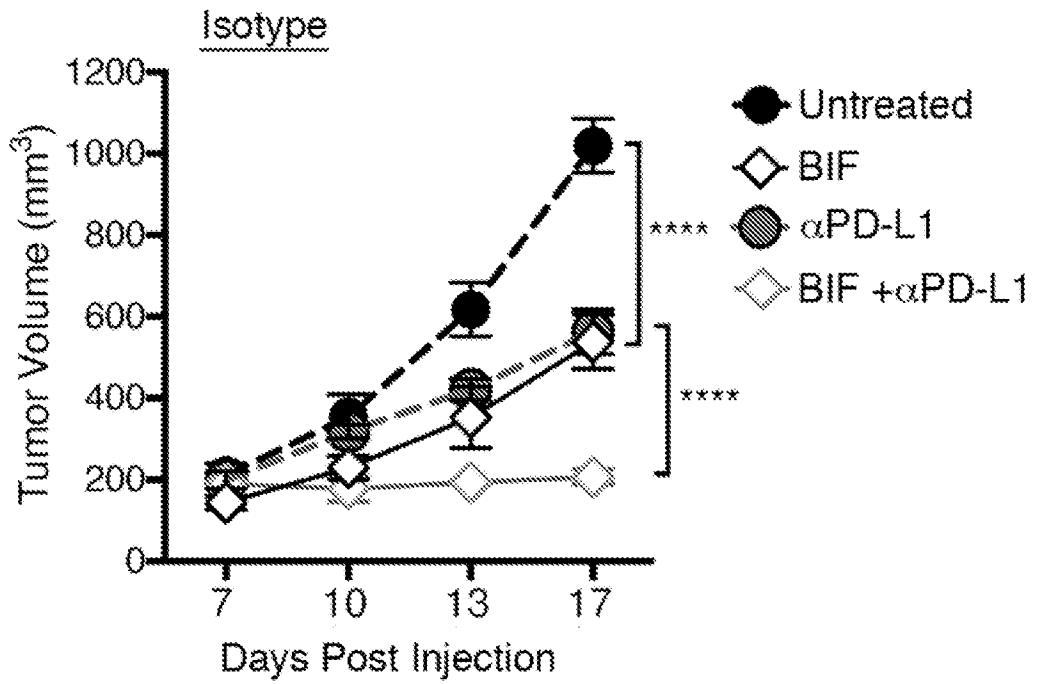 Isotype
1200
1000
800
600
400
200
0
Tumor Volume (mm³)
7 10 13 17
Days Post Injection
Untreated
BIF
αPD-L1
BIF +αPD-L1
****
****